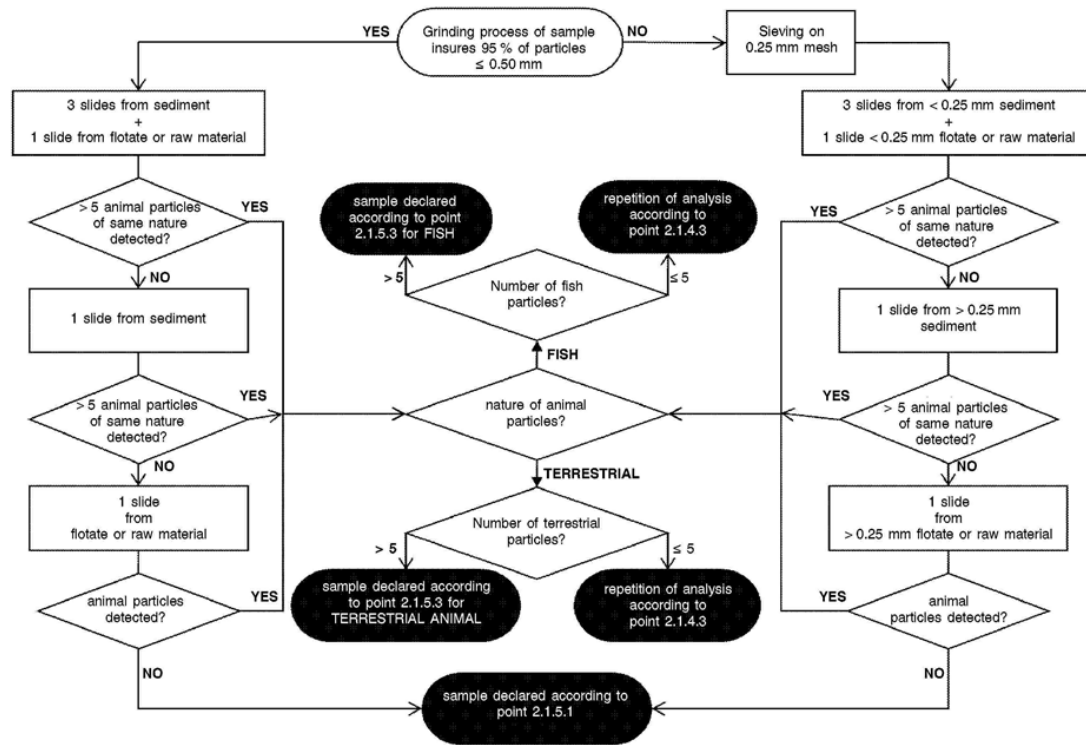 YES
Grinding process of sample
insures 95 % of particles
≤ 0.50 mm
NO
Sieving on
0.25 mm mesh
3 slides from sediment
+
1 slide from flotate or raw material
3 slides from < 0.25 mm sediment
+
1 slide < 0.25 mm flotate or raw material
> 5 animal particles
of same nature
detected?
YES
NO
sample declared
according to point
2.1.5.3 for FISH
repetition of analysis
according to
point 2.1.4.3
YES
> 5 animal particles
of same nature
detected?
NO
> 5
Number of fish
particles?
≤ 5
1 slide from sediment
1 slide from > 0.25 mm
sediment
FISH
> 5 animal particles
of same nature
detected?
YES
NO
nature of animal
particles?
YES
> 5 animal particles
of same nature
detected?
NO
TERRESTRIAL
1 slide
from
flotate or raw material
Number of terrestrial
particles?
> 5
≤ 5
1 slide
from
> 0.25 mm flotate or raw material
animal particles
detected?
YES
NO
sample declared according
to point 2.1.5.3 for
TERRESTRIAL ANIMAL
repetition of analysis
according to
point 2.1.4.3
YES
animal
particles detected?
NO
sample declared according to
point 2.1.5.1